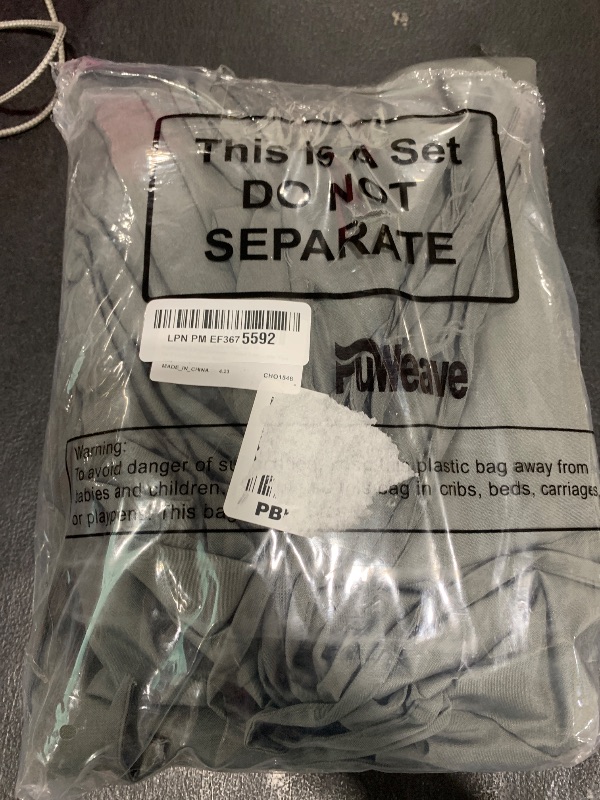 This is a Set
DO NOT
SEPARATE
LPN PM EF367 5592
MADE_IN_CHINA
CHO1546
PuWeave
Warning:
To avoid danger of plastic bag away from
babies and children, bag in cribs, beds, carriages,
or playpens. This bag